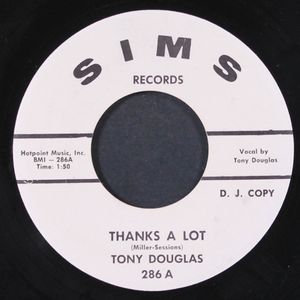 SIMS
RECORDS
Hotpoint Music, Inc.
BMI — 286A
Time: 1:50
Vocal by
Tony Douglas
D. J. COPY
THANKS A LOT
(Miller-Sessions)
TONY DOUGLAS
286 A